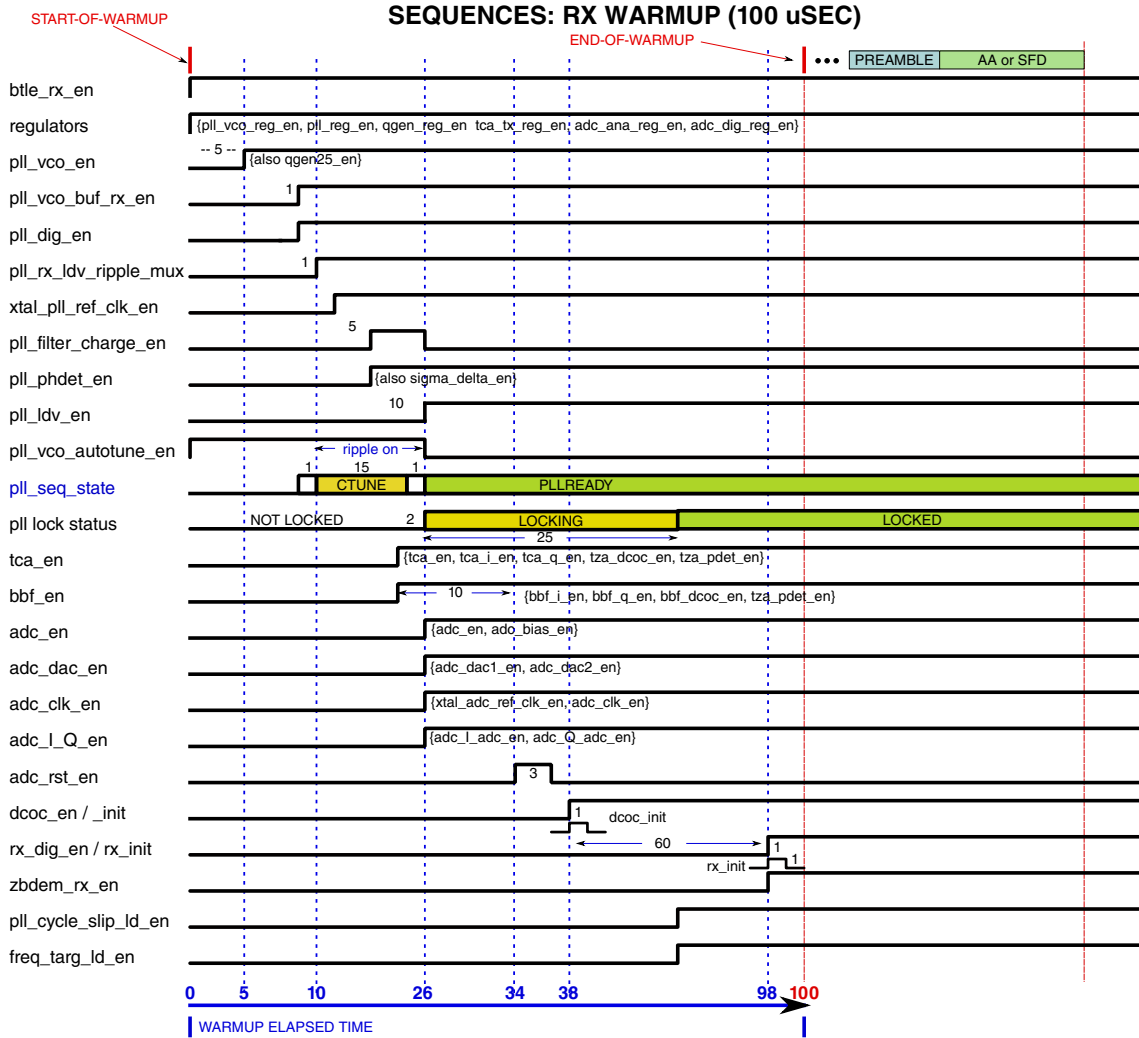 SEQUENCES: RX WARMUP (100 uSEC)
START-OF-WARMUP
END-OF-WARMUP
••• PREAMBLE AA or SFD
btle_rx_en
regulators {pll_vco_reg_en, pll_reg_en, qgen_reg_en tca_tx_reg_en, adc_ana_reg_en, adc_dig_reg_en}
pll_vco_en -- 5 -- {also qgen25_en}
pll_vco_buf_rx_en 1
pll_dig_en
pll_rx_ldv_ripple_mux 1
xtal_pll_ref_clk_en
pll_filter_charge_en 5
pll_phdet_en {also sigma_delta_en}
pll_ldv_en 10
pll_vco_autotune_en ripple on
1 15 1
pll_seq_state CTUNE PLLREADY
pll lock status NOT LOCKED 2 LOCKING LOCKED
25
tca_en {tca_en, tca_i_en, tca_q_en, tza_dcoc_en, tza_pdet_en}
bbf_en 10 {bbf_i_en, bbf_q_en, bbf_dcoc_en, tza_pdet_en}
adc_en {adc_en, ado_bias_en}
adc_dac_en {adc_dac1_en, adc_dac2_en}
adc_clk_en {xtal_adc_ref_clk_en, adc_clk_en}
adc_I_Q_en {adc_I_adc_en, adc_Q_adc_en}
adc_rst_en 3
dcoc_en / _init 1 dcoc_init
rx_dig_en / rx_init 60 1
rx_init 1
zbdem_rx_en
pll_cycle_slip_ld_en
freq_targ_ld_en
0 5 10 26 34 38 98 100
WARMUP ELAPSED TIME